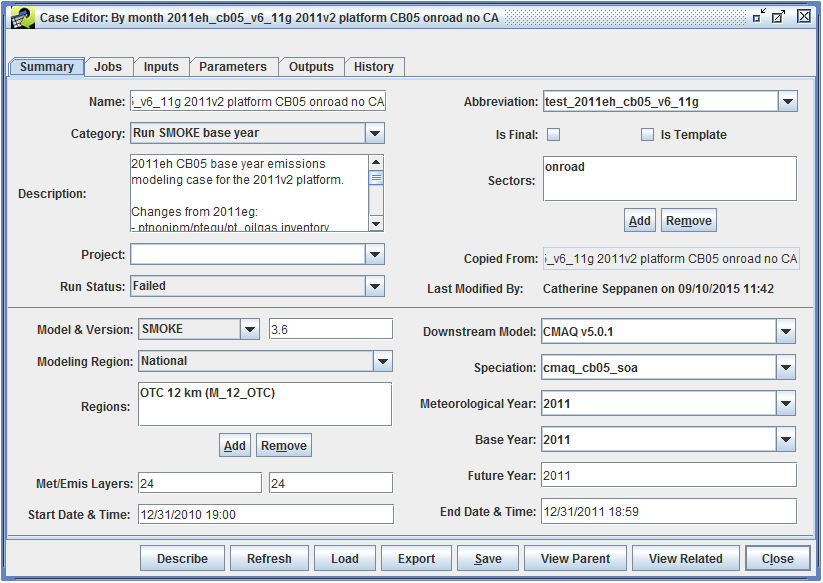 Case Editor: By month 2011eh_cb05_v6_11g 2011v2 platform CB05 onroad no CA
Summary Jobs Inputs Parameters Outputs History
Name: 5_v6_11g 2011v2 platform CB05 onroad no CA
Abbreviation: test_2011eh_cb05_v6_11g
Category: Run SMOKE base year
Is Final: Is Template
Description: 2011eh CB05 base year emissions
modeling case for the 2011v2 platform.
Changes from 2011eg:
- ptnonipm/ptegu/pt_oilgas inventory
Sectors: onroad
Add Remove
Project:
Copied From: 5_v6_11g 2011v2 platform CB05 onroad no CA
Run Status: Failed
Last Modified By: Catherine Seppanen on 09/10/2015 11:42
Model & Version: SMOKE 3.6
Downstream Model: CMAQ v5.0.1
Modeling Region: National
Speciation: cmaq_cb05_soa
Regions: OTC 12 km (M_12_OTC)
Meteorological Year: 2011
Add Remove
Base Year: 2011
Met/Emis Layers: 24 24
Future Year: 2011
Start Date & Time: 12/31/2010 19:00
End Date & Time: 12/31/2011 18:59
Describe Refresh Load Export Save View Parent View Related Close